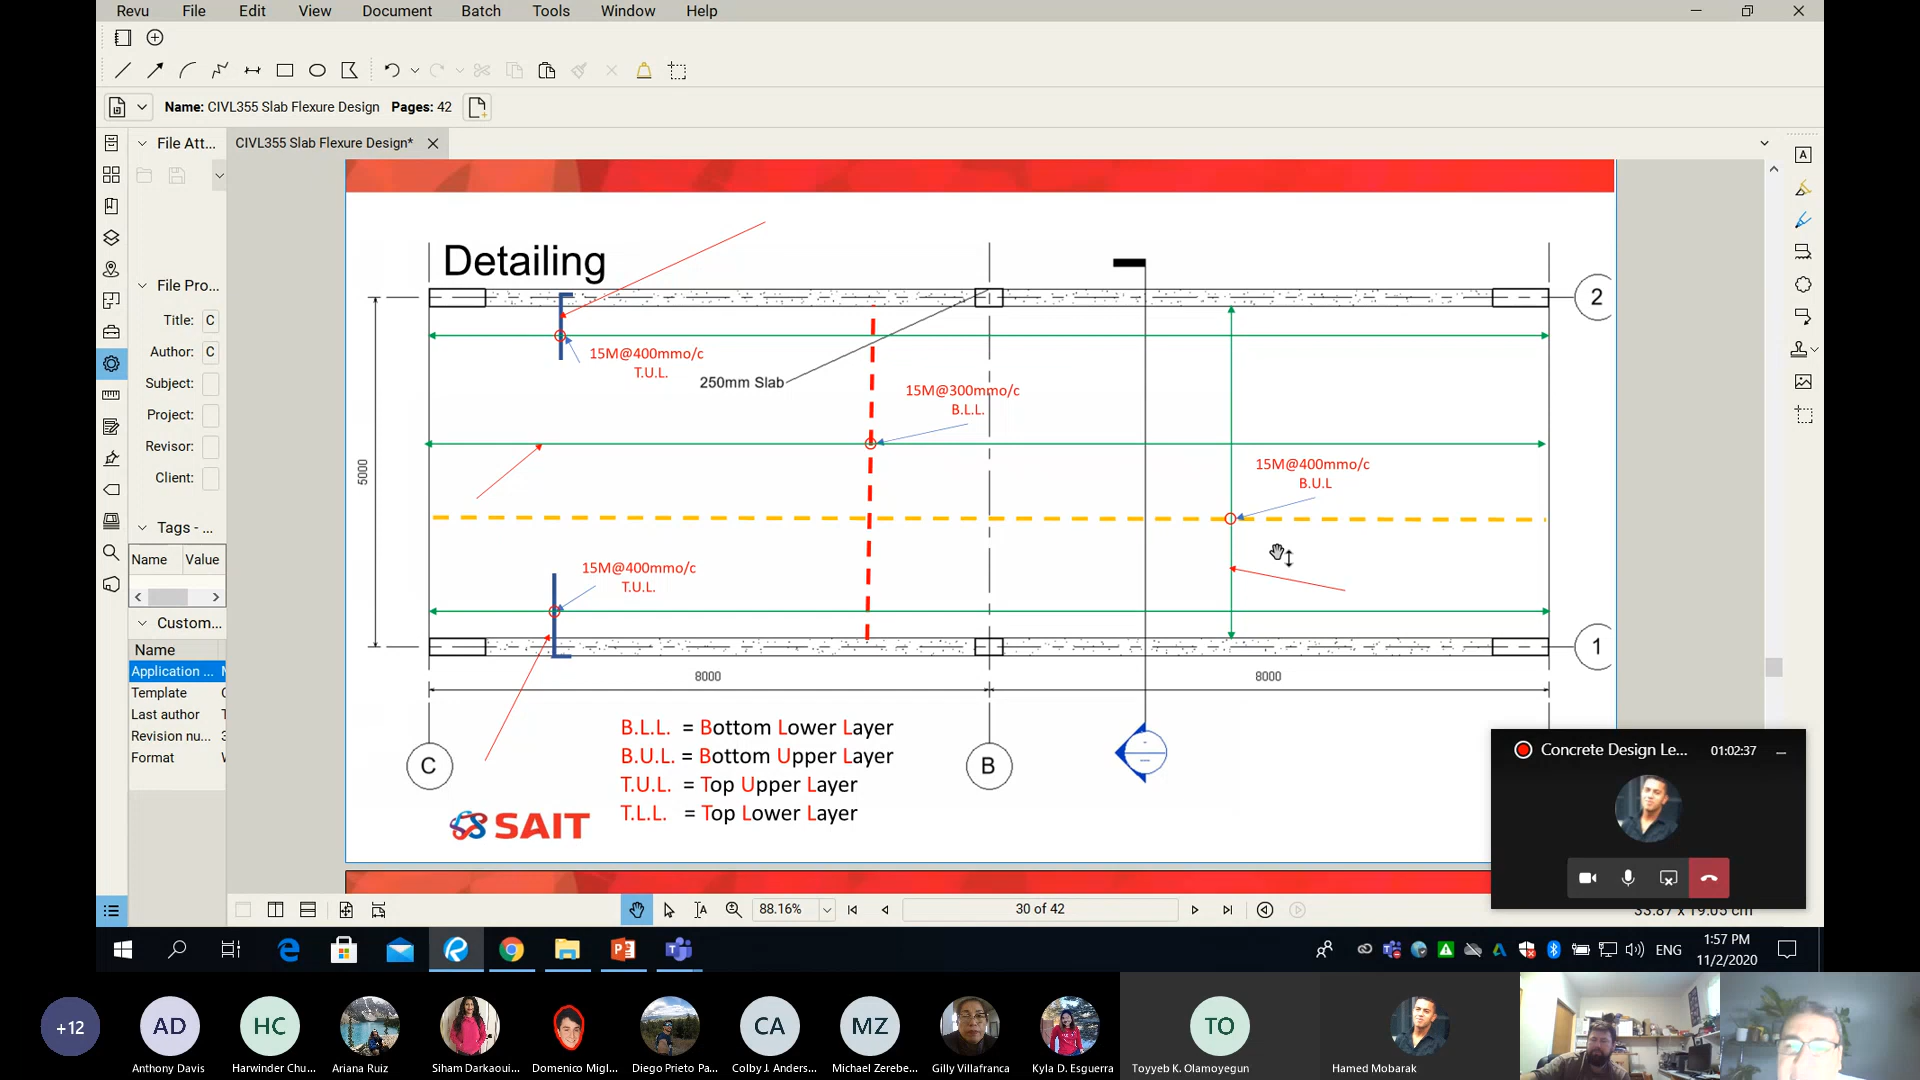 Revu File Edit View Document Batch Tools Window Help
Name: CIVL355 Slab Flexure Design Pages: 42
File Att...
CIVL355 Slab Flexure Design*
File Pro...
Title: C
Author: C
Subject:
Project:
Revisor:
Client:
Tags - ...
Name Value
Custom...
Name
Application ...
Template
Last author
Revision nu... 3
Format
Detailing
2
15M@400mmo/c
T.U.L.
250mm Slab
15M@300mmo/c
B.L.L.
15M@400mmo/c
B.U.L
5000
15M@400mmo/c
T.U.L.
1
8000
8000
C
B
B.L.L. = Bottom Lower Layer
B.U.L. = Bottom Upper Layer
T.U.L. = Top Upper Layer
T.L.L. = Top Lower Layer
SAIT
Concrete Design Le... 01:02:37
88.16%
30 of 42
33.87 x 19.05 cm
ENG
1:57 PM
11/2/2020
+12
AD
HC
CA
MZ
TO
Anthony Davis
Harwinder Chu...
Ariana Ruiz
Siham Darkaoui...
Domenico Migl...
Diego Prieto Pa...
Colby J. Anders...
Michael Zerebe...
Gilly Villafranca
Kyla D. Esguerra
Toyyeb K. Olamoyegun
Hamed Mobarak